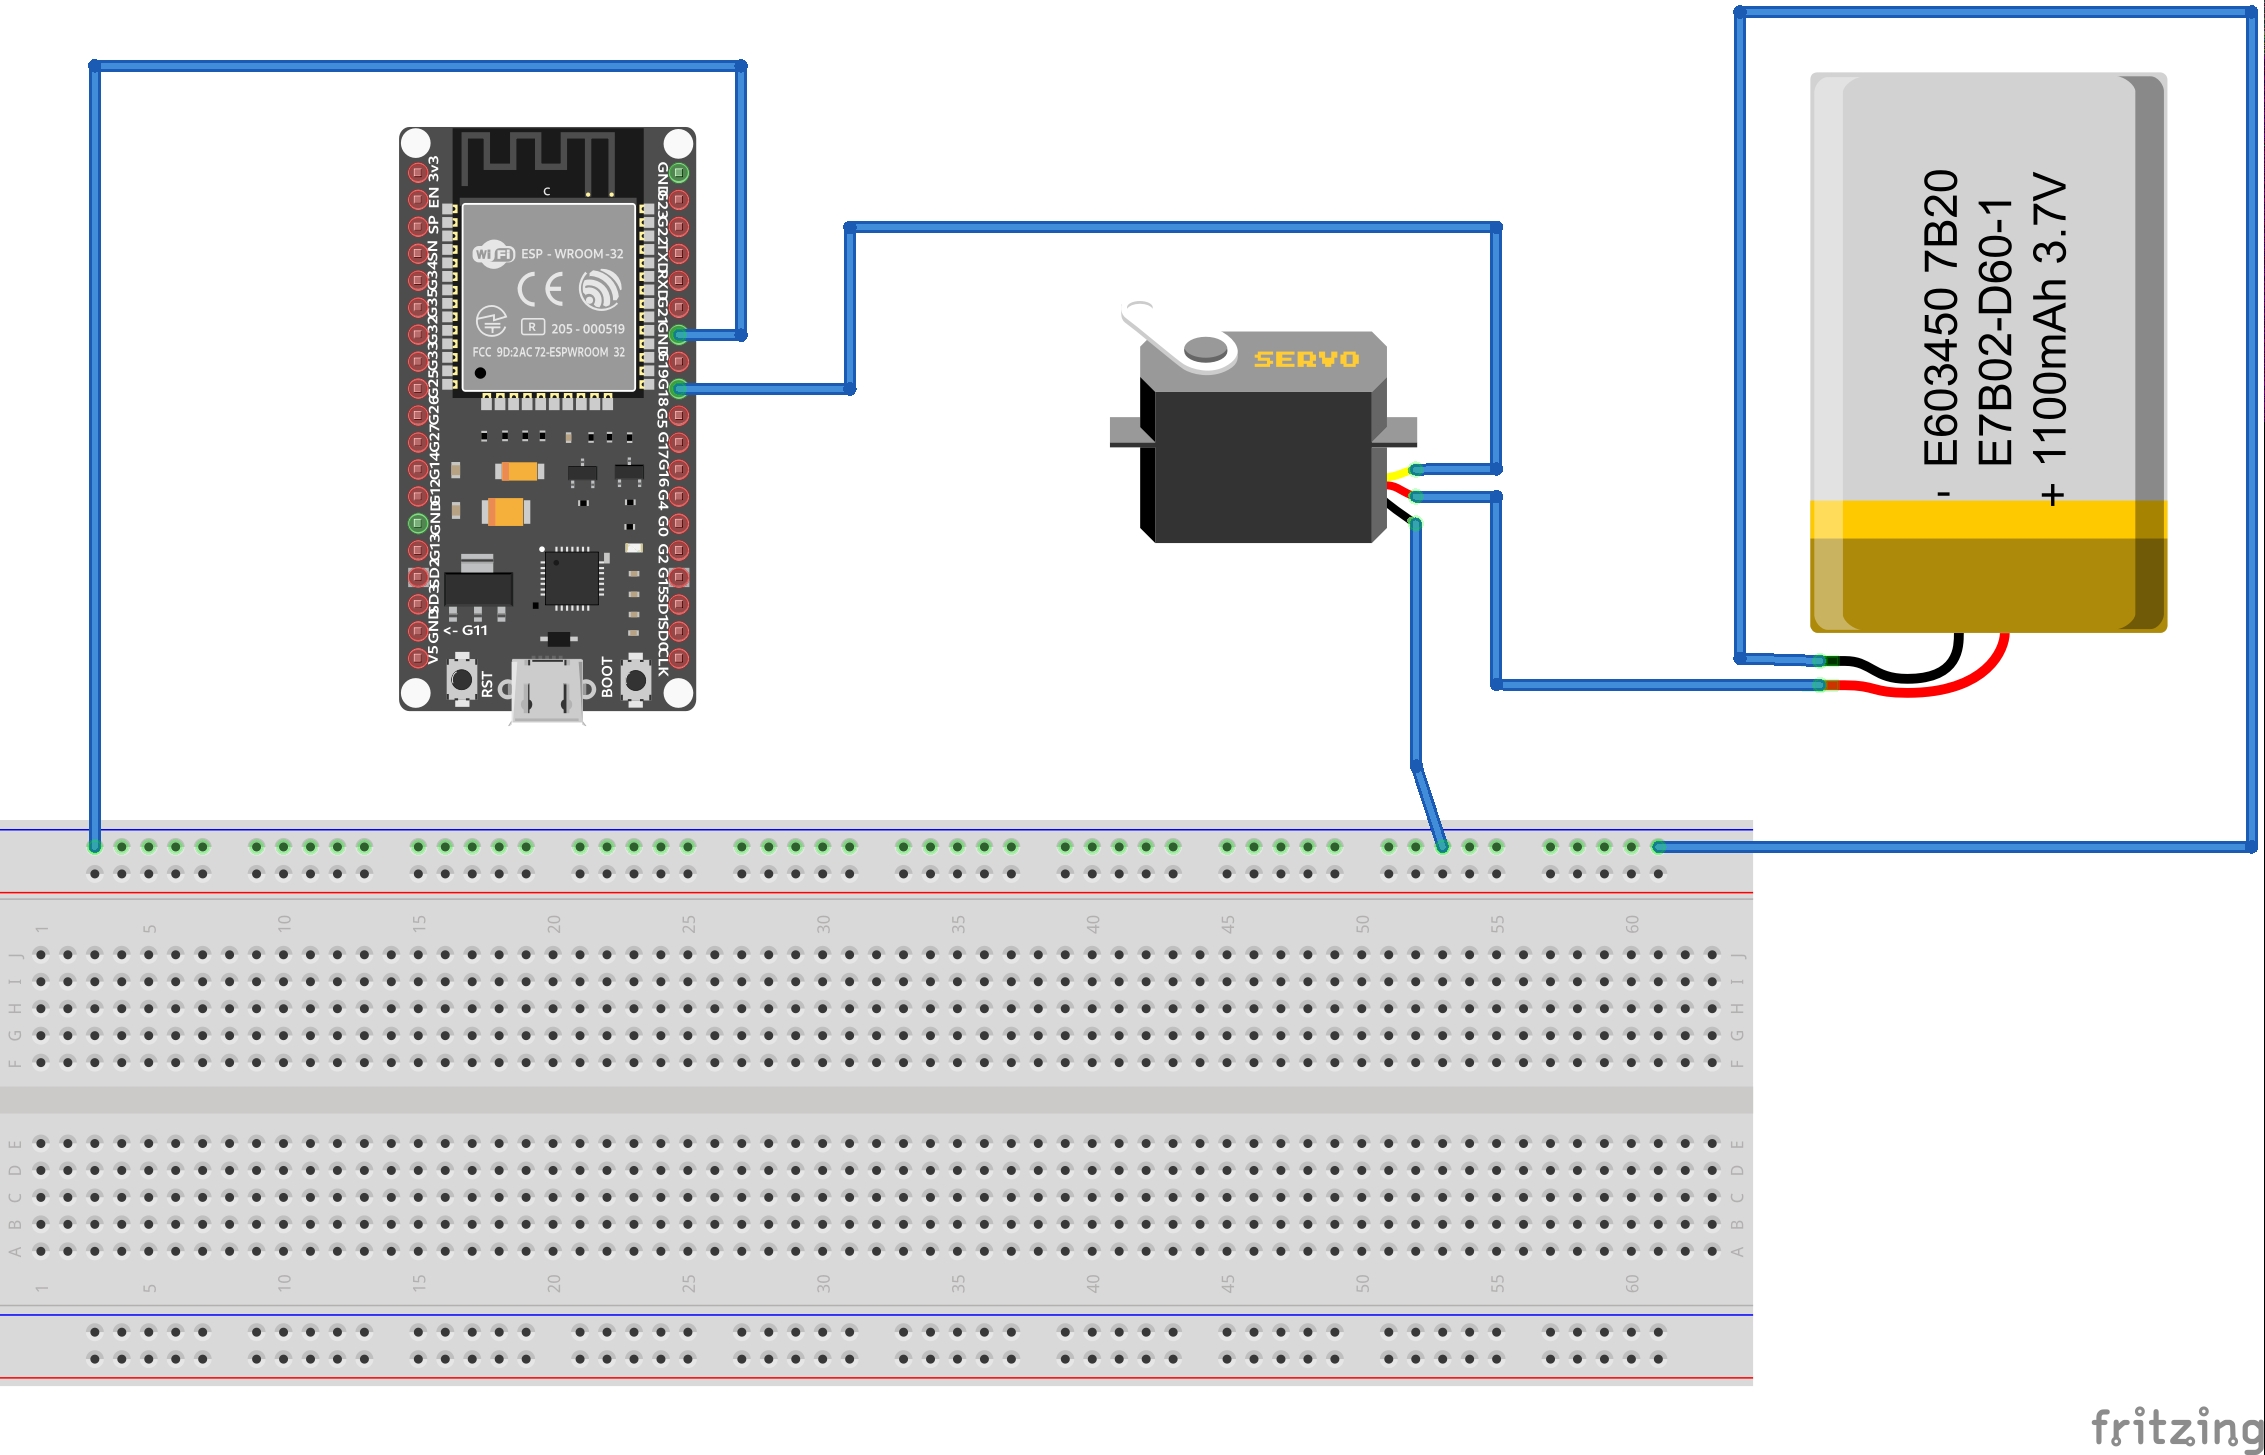 3v3
EN
SP
SN
G34
G35
G32
G33
G25
G26
G27
G14
G12
GND
G13
SD2
SD3
GND
V5
C
WiFi
ESP - WROOM-32
CE
R
205 - 000519
FCC 9D:2AC 72-ESPWROOM 32
<- G11
RST
BOOT
GND
G23
G22
TXD
RXD
G21
GND
G19
G18
G5
G17
G16
G4
G0
G2
G15
SD1
SD0
CLK
SERVO
- E603450 7B20
E7B02-D60-1
+ 1100mAh 3.7V
1 5 10 15 20 25 30 35 40 45 50 55 60
J J
I I
H H
G G
F F
E E
D D
C C
B B
A A
1 5 10 15 20 25 30 35 40 45 50 55 60
fritzing